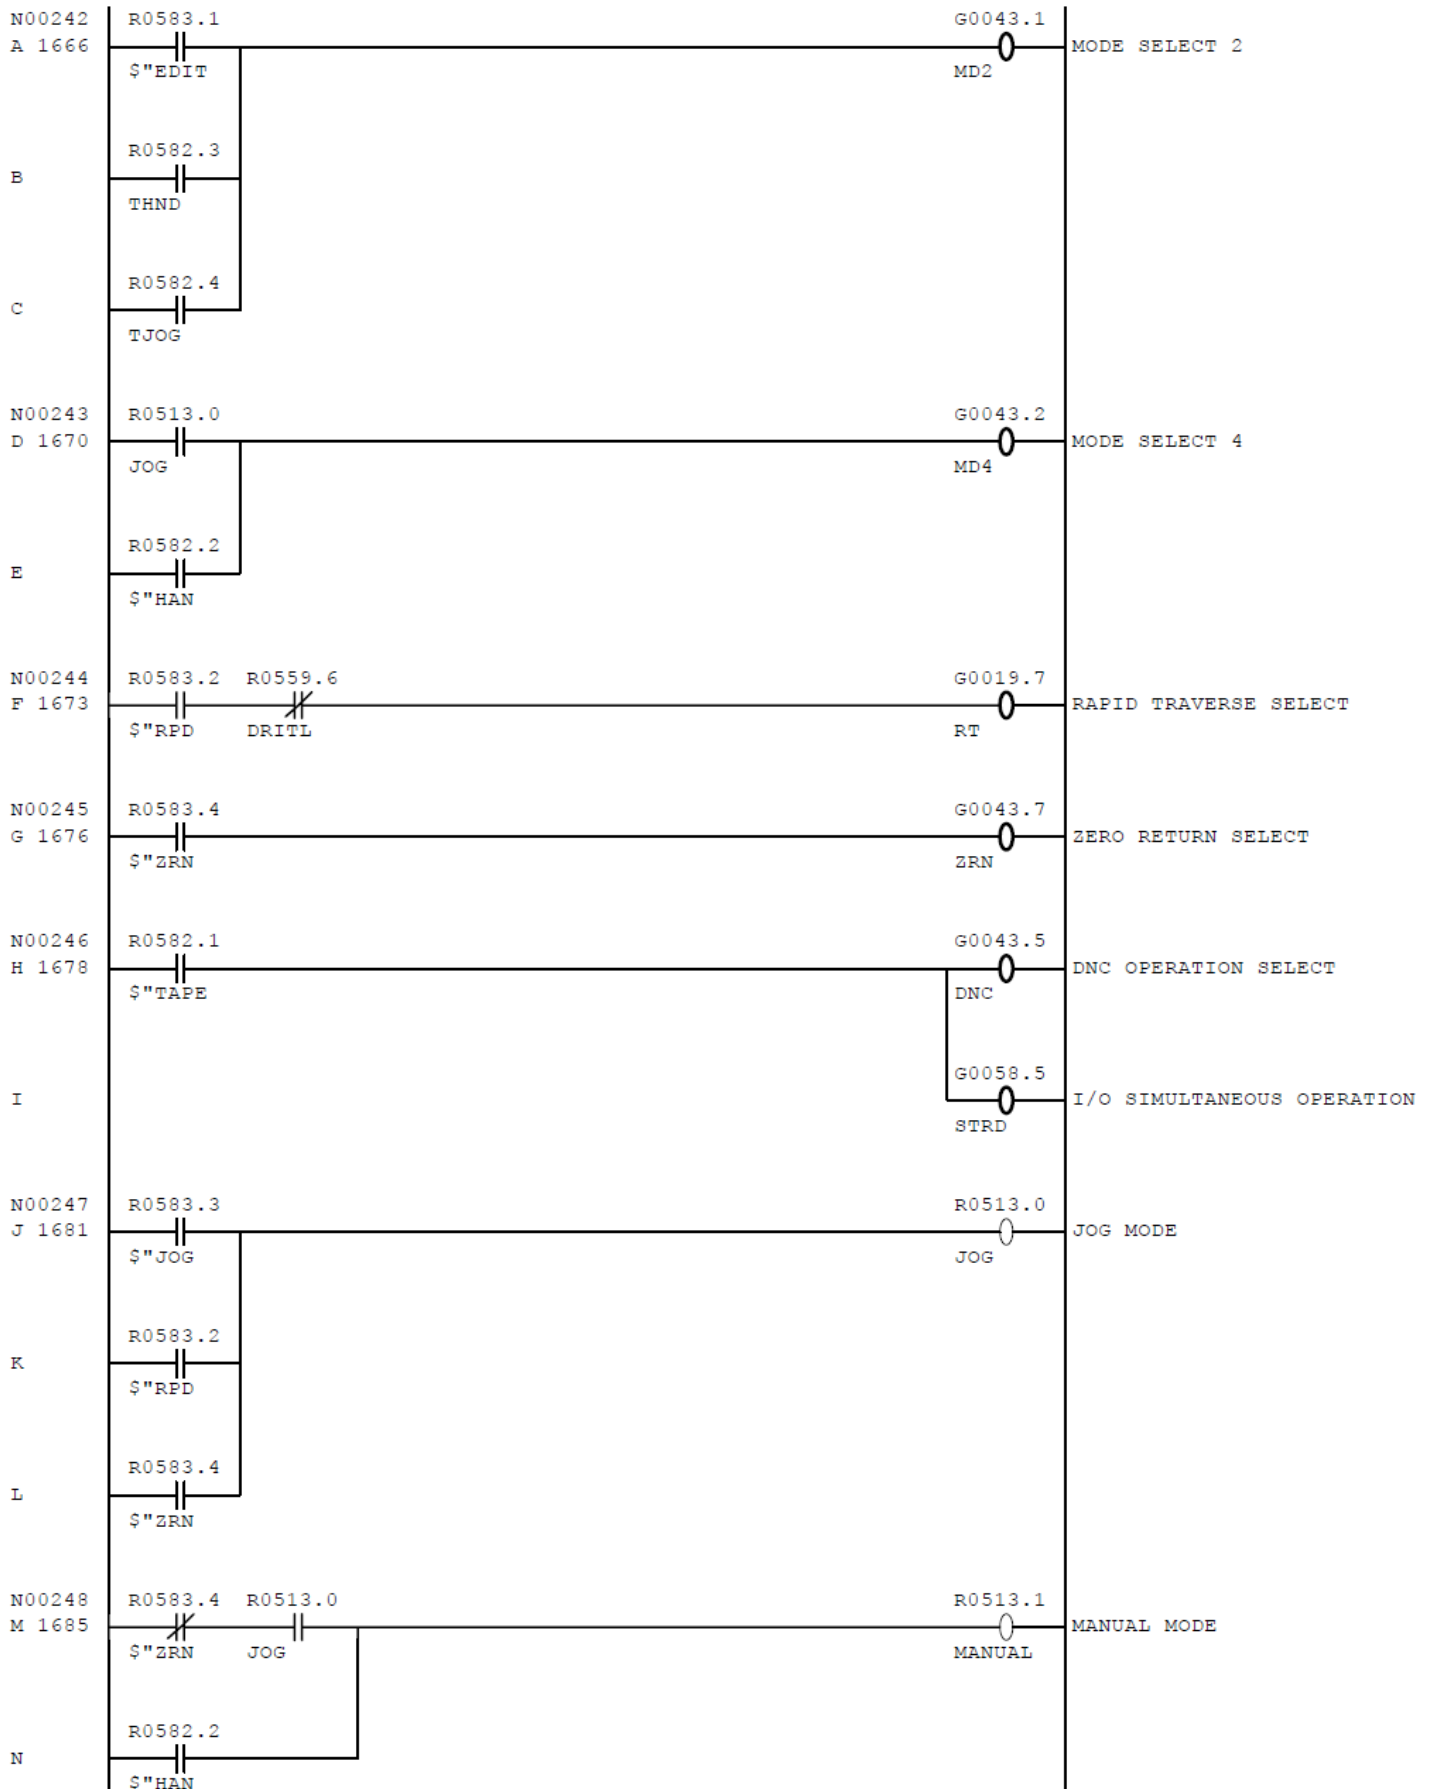 N00242 R0583.1 G0043.1
A 1666 MODE SELECT 2
$"EDIT MD2
R0582.3
B
THND
R0582.4
C
TJOG
N00243 R0513.0 G0043.2
D 1670 MODE SELECT 4
JOG MD4
R0582.2
E
$"HAN
N00244 R0583.2 R0559.6 G0019.7
F 1673 RAPID TRAVERSE SELECT
$"RPD DRITL RT
N00245 R0583.4 G0043.7
G 1676 ZERO RETURN SELECT
$"ZRN ZRN
N00246 R0582.1 G0043.5
H 1678 DNC OPERATION SELECT
$"TAPE DNC
G0058.5
I I/O SIMULTANEOUS OPERATION
STRD
N00247 R0583.3 R0513.0
J 1681 JOG MODE
$"JOG JOG
R0583.2
K
$"RPD
R0583.4
L
$"ZRN
N00248 R0583.4 R0513.0 R0513.1
M 1685 MANUAL MODE
$"ZRN JOG MANUAL
R0582.2
N
$"HAN